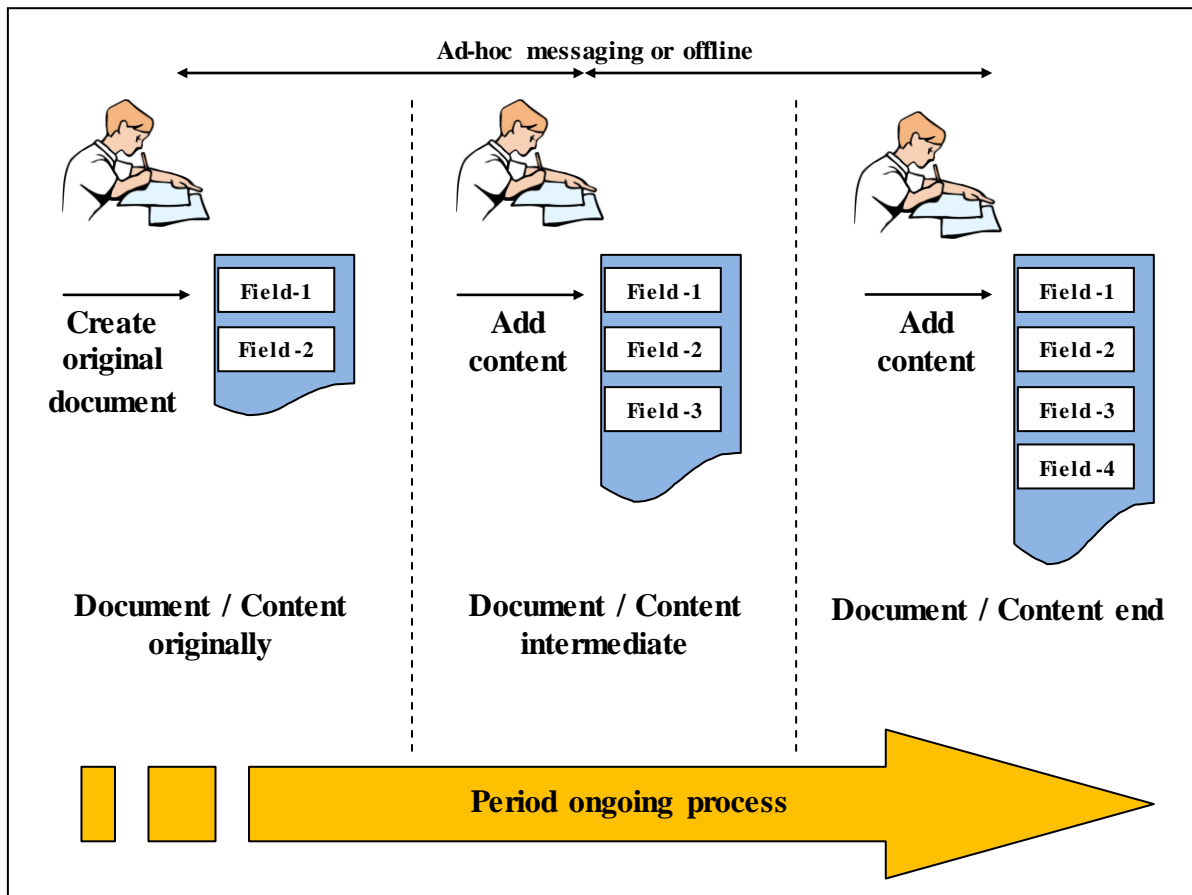 Ad-hoc messaging or offline
Field-1
Field-2
Create
original
document
Document / Content
originally
Field-1
Field-2
Field-3
Add
content
Document / Content
intermediate
Field-1
Field-2
Field-3
Field-4
Add
content
Document / Content end
Period ongoing process